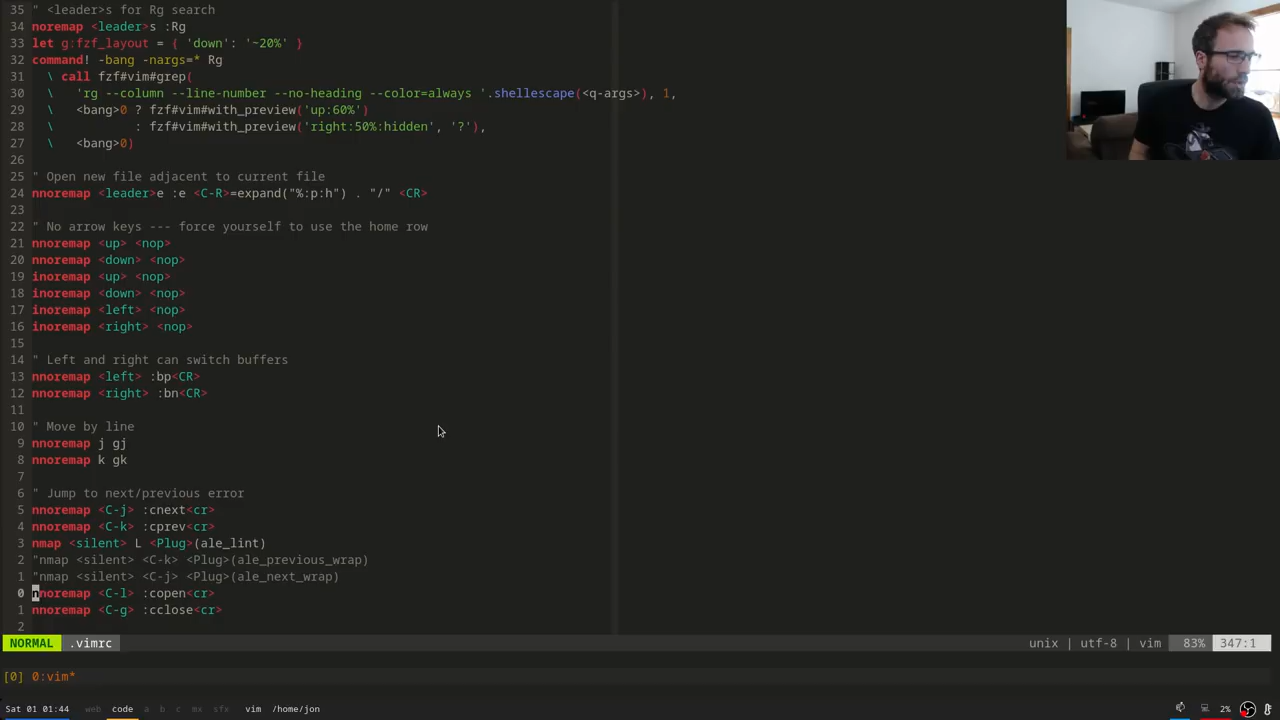 35 " <leader>s for Rg search
34 noremap <leader>s :Rg
33 let g:fzf_layout = { 'down': '~20%' }
32 command! -bang -nargs=* Rg
31   \ call fzf#vim#grep(
30   \   'rg --column --line-number --no-heading --color=always '.shellescape(<q-args>), 1,
29   \   <bang>0 ? fzf#vim#with_preview('up:60%')
28   \           : fzf#vim#with_preview('right:50%:hidden', '?'),
27   \   <bang>0)
26
25 " Open new file adjacent to current file
24 nnoremap <leader>e :e <C-R>=expand("%:p:h") . "/" <CR>
23
22 " No arrow keys --- force yourself to use the home row
21 nnoremap <up> <nop>
20 nnoremap <down> <nop>
19 inoremap <up> <nop>
18 inoremap <down> <nop>
17 inoremap <left> <nop>
16 inoremap <right> <nop>
15
14 " Left and right can switch buffers
13 nnoremap <left> :bp<CR>
12 nnoremap <right> :bn<CR>
11
10 " Move by line
9 nnoremap j gj
8 nnoremap k gk
7
6 " Jump to next/previous error
5 nnoremap <C-j> :cnext<cr>
4 nnoremap <C-k> :cprev<cr>
3 nmap <silent> L <Plug>(ale_lint)
2 "nmap <silent> <C-k> <Plug>(ale_previous_wrap)
1 "nmap <silent> <C-j> <Plug>(ale_next_wrap)
0 nnoremap <C-l> :copen<cr>
1 nnoremap <C-g> :cclose<cr>
2
NORMAL .vimrc unix | utf-8 | vim 83% 347:1
[0] 0:vim*
Sat 01 01:44 web code a b c mx sfx vim /home/jon 2%